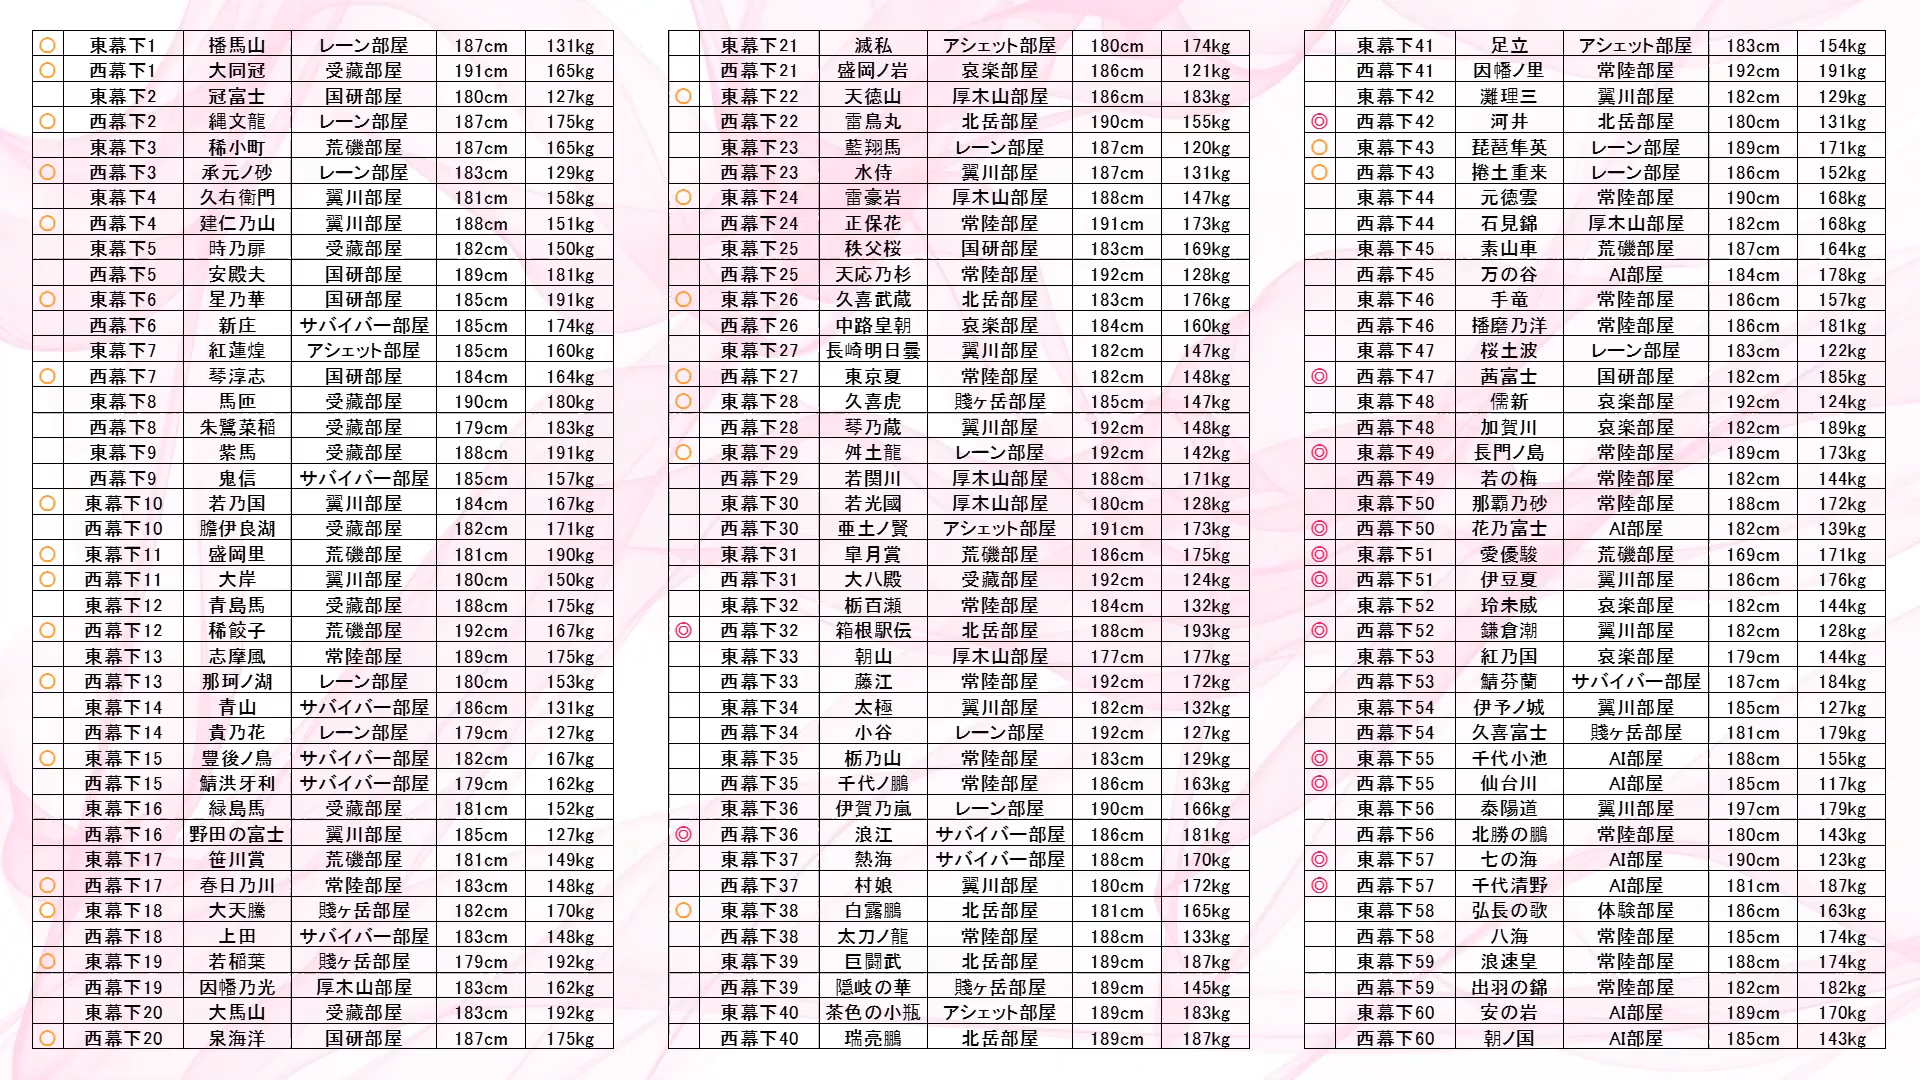 ○ 東幕下1 播馬山 レーン部屋 187cm 131kg
○ 西幕下1 大同冠 受藏部屋 191cm 165kg
東幕下2 冠富士 国研部屋 180cm 127kg
○ 西幕下2 縄文龍 レーン部屋 187cm 175kg
東幕下3 稀小町 荒磯部屋 187cm 165kg
○ 西幕下3 承元ノ砂 レーン部屋 183cm 129kg
東幕下4 久右衛門 翼川部屋 181cm 158kg
○ 西幕下4 建仁乃山 翼川部屋 188cm 151kg
東幕下5 時乃扉 受藏部屋 182cm 150kg
西幕下5 安殿夫 国研部屋 189cm 181kg
○ 東幕下6 星乃華 国研部屋 185cm 191kg
西幕下6 新庄 サバイバー部屋 185cm 174kg
東幕下7 紅蓮煌 アシェット部屋 185cm 160kg
○ 西幕下7 琴淳志 国研部屋 184cm 164kg
東幕下8 馬匝 受藏部屋 190cm 180kg
西幕下8 朱鷺菜稲 受藏部屋 179cm 183kg
東幕下9 紫馬 受藏部屋 188cm 191kg
西幕下9 鬼信 サバイバー部屋 185cm 157kg
○ 東幕下10 若乃国 翼川部屋 184cm 167kg
西幕下10 膽伊良湖 受藏部屋 182cm 171kg
○ 東幕下11 盛岡里 荒磯部屋 181cm 190kg
○ 西幕下11 大岸 翼川部屋 180cm 150kg
東幕下12 青島馬 受藏部屋 188cm 175kg
○ 西幕下12 稀餃子 荒磯部屋 192cm 167kg
東幕下13 志摩風 常陸部屋 189cm 175kg
○ 西幕下13 那珂ノ湖 レーン部屋 180cm 153kg
東幕下14 青山 サバイバー部屋 186cm 131kg
西幕下14 貴乃花 レーン部屋 179cm 127kg
○ 東幕下15 豊後ノ鳥 サバイバー部屋 182cm 167kg
西幕下15 鯖洪牙利 サバイバー部屋 179cm 162kg
東幕下16 緑島馬 受藏部屋 181cm 152kg
西幕下16 野田の富士 翼川部屋 185cm 127kg
東幕下17 笹川賞 荒磯部屋 181cm 149kg
○ 西幕下17 春日乃川 常陸部屋 183cm 148kg
○ 東幕下18 大天騰 賤ヶ岳部屋 182cm 170kg
西幕下18 上田 サバイバー部屋 183cm 148kg
○ 東幕下19 若稲葉 賤ヶ岳部屋 179cm 192kg
西幕下19 因幡乃光 厚木山部屋 183cm 162kg
東幕下20 大馬山 受藏部屋 183cm 192kg
○ 西幕下20 泉海洋 国研部屋 187cm 175kg
東幕下21 滅私 アシェット部屋 180cm 174kg
西幕下21 盛岡ノ岩 哀楽部屋 186cm 121kg
○ 東幕下22 天徳山 厚木山部屋 186cm 183kg
西幕下22 雷鳥丸 北岳部屋 190cm 155kg
東幕下23 藍翔馬 レーン部屋 187cm 120kg
西幕下23 水侍 翼川部屋 187cm 131kg
○ 東幕下24 雷豪岩 厚木山部屋 188cm 147kg
西幕下24 正保花 常陸部屋 191cm 173kg
東幕下25 秩父桜 国研部屋 183cm 169kg
西幕下25 天応乃杉 常陸部屋 192cm 128kg
○ 東幕下26 久喜武蔵 北岳部屋 183cm 176kg
西幕下26 中路皇朝 哀楽部屋 184cm 160kg
東幕下27 長崎明日曇 翼川部屋 182cm 147kg
○ 西幕下27 東京夏 常陸部屋 182cm 148kg
○ 東幕下28 久喜虎 賤ヶ岳部屋 185cm 147kg
西幕下28 琴乃蔵 翼川部屋 192cm 148kg
○ 東幕下29 舛土龍 レーン部屋 192cm 142kg
西幕下29 若関川 厚木山部屋 188cm 171kg
東幕下30 若光國 厚木山部屋 180cm 128kg
西幕下30 亜土ノ賢 アシェット部屋 191cm 173kg
東幕下31 皐月賞 荒磯部屋 186cm 175kg
西幕下31 大八殿 受藏部屋 192cm 124kg
東幕下32 栃百瀬 常陸部屋 184cm 132kg
◎ 西幕下32 箱根駅伝 北岳部屋 188cm 193kg
東幕下33 朝山 厚木山部屋 177cm 177kg
西幕下33 藤江 常陸部屋 192cm 172kg
東幕下34 太極 翼川部屋 182cm 132kg
西幕下34 小谷 レーン部屋 192cm 127kg
東幕下35 栃乃山 常陸部屋 183cm 129kg
西幕下35 千代ノ鵬 常陸部屋 186cm 163kg
東幕下36 伊賀乃嵐 レーン部屋 190cm 166kg
◎ 西幕下36 浪江 サバイバー部屋 186cm 181kg
東幕下37 熱海 サバイバー部屋 188cm 170kg
西幕下37 村娘 翼川部屋 180cm 172kg
○ 東幕下38 白露鵬 北岳部屋 181cm 165kg
西幕下38 太刀ノ龍 常陸部屋 188cm 133kg
東幕下39 巨闘武 北岳部屋 189cm 187kg
西幕下39 隠岐の華 賤ヶ岳部屋 189cm 145kg
東幕下40 茶色の小瓶 アシェット部屋 189cm 183kg
西幕下40 瑞亮鵬 北岳部屋 189cm 187kg
東幕下41 足立 アシェット部屋 183cm 154kg
西幕下41 因幡ノ里 常陸部屋 192cm 191kg
東幕下42 灘理三 翼川部屋 182cm 129kg
◎ 西幕下42 河井 北岳部屋 180cm 131kg
○ 東幕下43 琵琶隼英 レーン部屋 189cm 171kg
○ 西幕下43 捲土重来 レーン部屋 186cm 152kg
東幕下44 元徳雲 常陸部屋 190cm 168kg
西幕下44 石見錦 厚木山部屋 182cm 168kg
東幕下45 素山車 荒磯部屋 187cm 164kg
西幕下45 万の谷 AI部屋 184cm 178kg
東幕下46 手竜 常陸部屋 186cm 157kg
西幕下46 播磨乃洋 常陸部屋 186cm 181kg
東幕下47 桜土波 レーン部屋 183cm 122kg
◎ 西幕下47 茜富士 国研部屋 182cm 185kg
東幕下48 儒新 哀楽部屋 192cm 124kg
西幕下48 加賀川 哀楽部屋 182cm 189kg
◎ 東幕下49 長門ノ島 常陸部屋 189cm 173kg
西幕下49 若の梅 常陸部屋 182cm 144kg
東幕下50 那覇乃砂 常陸部屋 188cm 172kg
◎ 西幕下50 花乃富士 AI部屋 182cm 139kg
◎ 東幕下51 愛優駿 荒磯部屋 169cm 171kg
◎ 西幕下51 伊豆夏 翼川部屋 186cm 176kg
東幕下52 玲未威 哀楽部屋 182cm 144kg
◎ 西幕下52 鎌倉潮 翼川部屋 182cm 128kg
東幕下53 紅乃国 哀楽部屋 179cm 144kg
西幕下53 鯖芬蘭 サバイバー部屋 187cm 184kg
東幕下54 伊予ノ城 翼川部屋 185cm 127kg
西幕下54 久喜富士 賤ヶ岳部屋 181cm 179kg
◎ 東幕下55 千代小池 AI部屋 188cm 155kg
◎ 西幕下55 仙台川 AI部屋 185cm 117kg
東幕下56 泰陽道 翼川部屋 197cm 179kg
西幕下56 北勝の鵬 常陸部屋 180cm 143kg
◎ 東幕下57 七の海 AI部屋 190cm 123kg
◎ 西幕下57 千代清野 AI部屋 181cm 187kg
東幕下58 弘長の歌 体験部屋 186cm 163kg
西幕下58 八海 常陸部屋 185cm 174kg
東幕下59 浪速皇 常陸部屋 188cm 174kg
西幕下59 出羽の錦 常陸部屋 182cm 182kg
東幕下60 安の岩 AI部屋 189cm 170kg
西幕下60 朝ノ国 AI部屋 185cm 143kg